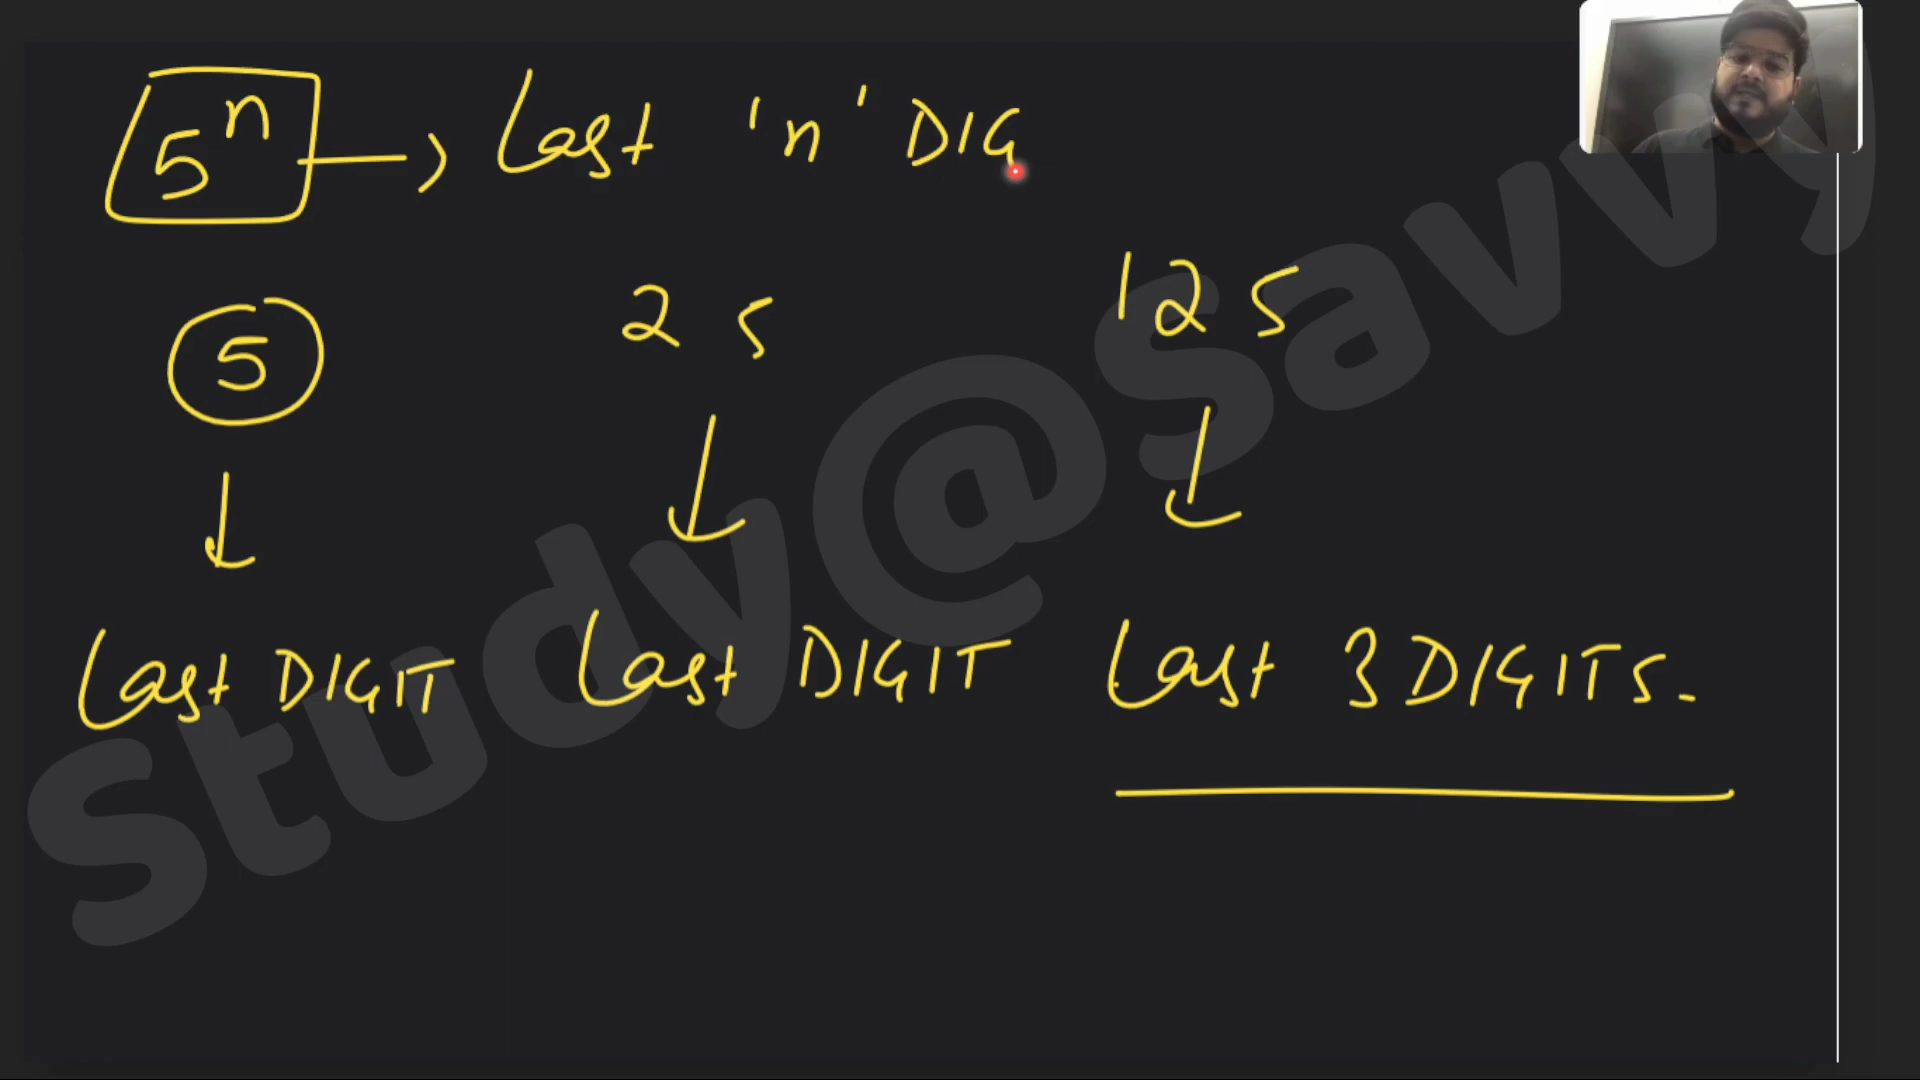 5ⁿ → Last 'n' DIG
5 25 125
↓ ↓ ↓
Last DIGIT Last DIGIT Last 3 DIGITS.
Study@Savvy